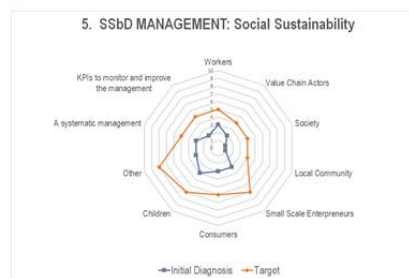 5. SSbD MANAGEMENT: Social Sustainability
Workers
KPIs to monitor and improve
the management
Value Chain Actors
A systematic management
Society
Other
Local Community
Children
Small Scale Enterpreneurs
Consumers
Initial Diagnosis
Target